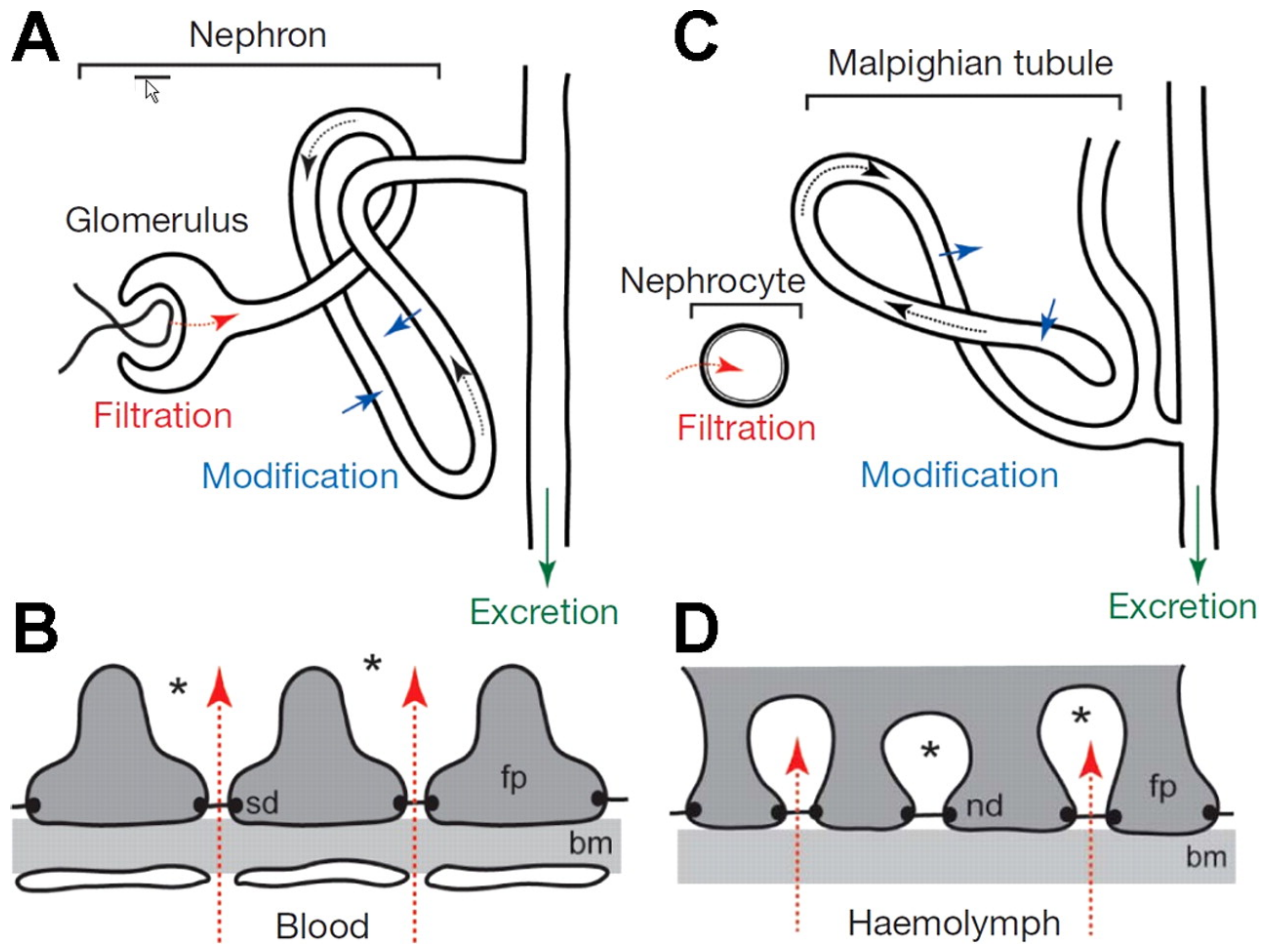 A
Nephron
Glomerulus
Filtration
Modification
Excretion
B
*
*
sd
fp
bm
Blood
C
Malpighian tubule
Nephrocyte
Filtration
Modification
Excretion
D
*
*
nd
fp
bm
Haemolymph